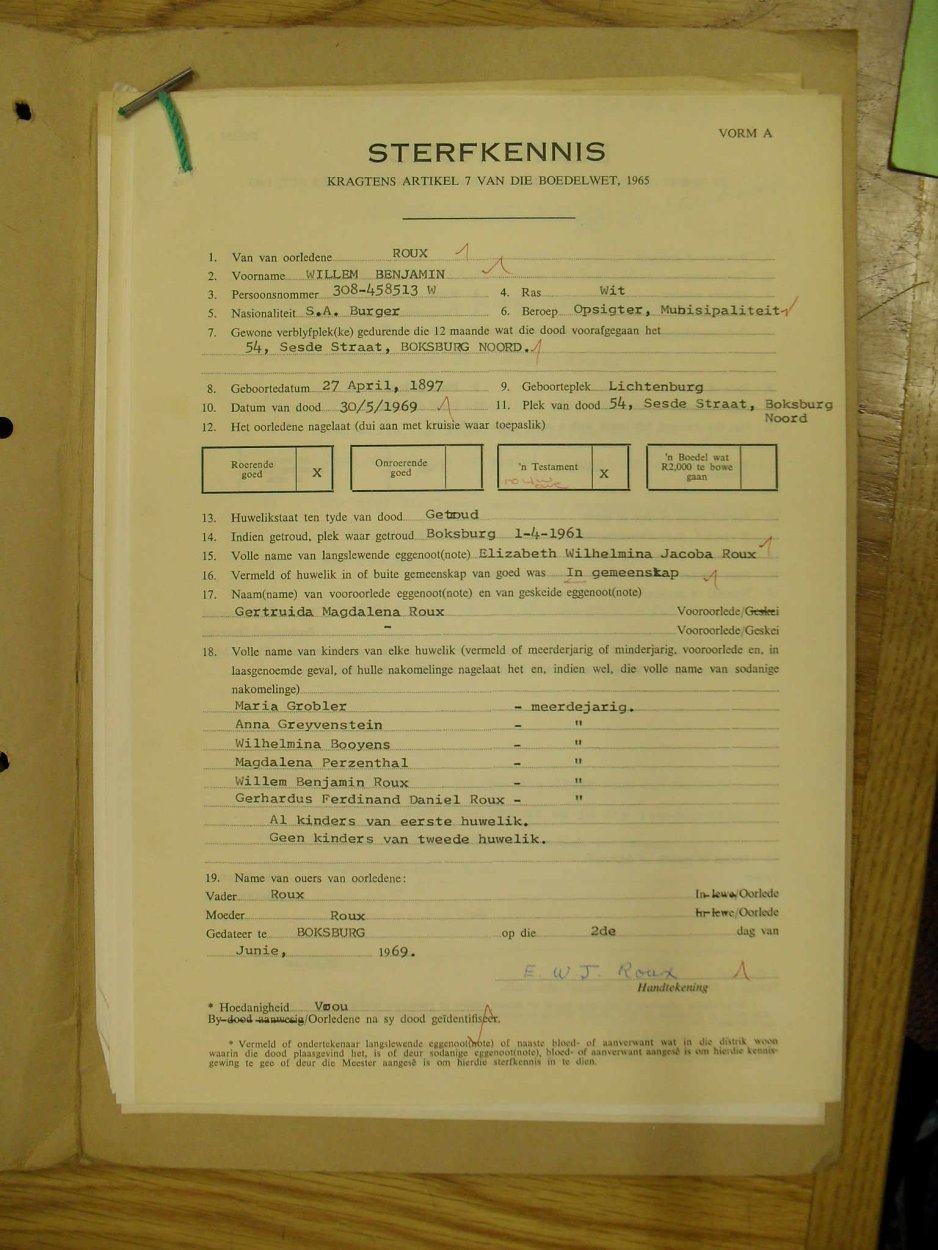 VORM A
STERFKENNIS
KRAGTENS ARTIKEL 7 VAN DIE BOEDELWET, 1965
1. Van van oorledene ROUX
2. Voorname WILLEM BENJAMIN
3. Persoonsnommer 308-458513 W 4. Ras Wit
5. Nasionaliteit S.A. Burger 6. Beroep Opsigter, Munisipaliteit
7. Gewone verblyfplek(ke) gedurende die 12 maande wat die dood voorafgegaan het
54, Sesde Straat, BOKSBURG NOORD.
8. Geboortedatum 27 April, 1897 9. Geboorteplek Lichtenburg
10. Datum van dood 30/5/1969 11. Plek van dood 54, Sesde Straat, Boksburg
Noord
12. Het oorledene nagelaat (dui aan met kruisie waar toepaslik)
Roerende goed X Onroerende goed 'n Testament X 'n Boedel wat R2,000 te bowe gaan
13. Huwelikstaat ten tyde van dood Getroud
14. Indien getroud, plek waar getroud Boksburg 1-4-1961
15. Volle name van langslewende eggenoot(note) Elizabeth Wilhelmina Jacoba Roux
16. Vermeld of huwelik in of buite gemeenskap van goed was In gemeenskap
17. Naam(name) van vooroorlede eggenoot(note) en van geskeide eggenoot(note)
Gertruida Magdalena Roux Vooroorlede/Geskei
- Vooroorlede/Geskei
18. Volle name van kinders van elke huwelik (vermeld of meerderjarig of minderjarig, vooroorlede en, in
laasgenoemde geval, of hulle nakomelinge nagelaat het en, indien wel, die volle name van sodanige
nakomelinge)
Maria Grobler - meerdejarig.
Anna Greyvenstein - "
Wilhelmina Booyens - "
Magdalena Perzenthal - "
Willem Benjamin Roux - "
Gerhardus Ferdinand Daniel Roux - "
Al kinders van eerste huwelik.
Geen kinders van tweede huwelik.
19. Name van ouers van oorledene:
Vader Roux In lewe/Oorlede
Moeder Roux In lewe/Oorlede
Gedateer te BOKSBURG op die 2de dag van
Junie, 1969.
E. W J. Roux
Handtekening
* Hoedanigheid Vrou
By dood aanwesig/Oorledene na sy dood geïdentifiseer.
* Vermeld of ondertekenaar langslewende eggenoot(note) of naaste bloed- of aanverwant wat in die distrik woon
waarin die dood plaasgevind het, is of deur sodanige eggenoot(note), bloed- of aanverwant aangesê is om hierdie kennis-
gewing te gee of deur die Meester aangesê is om hierdie sterfkennis in te dien.